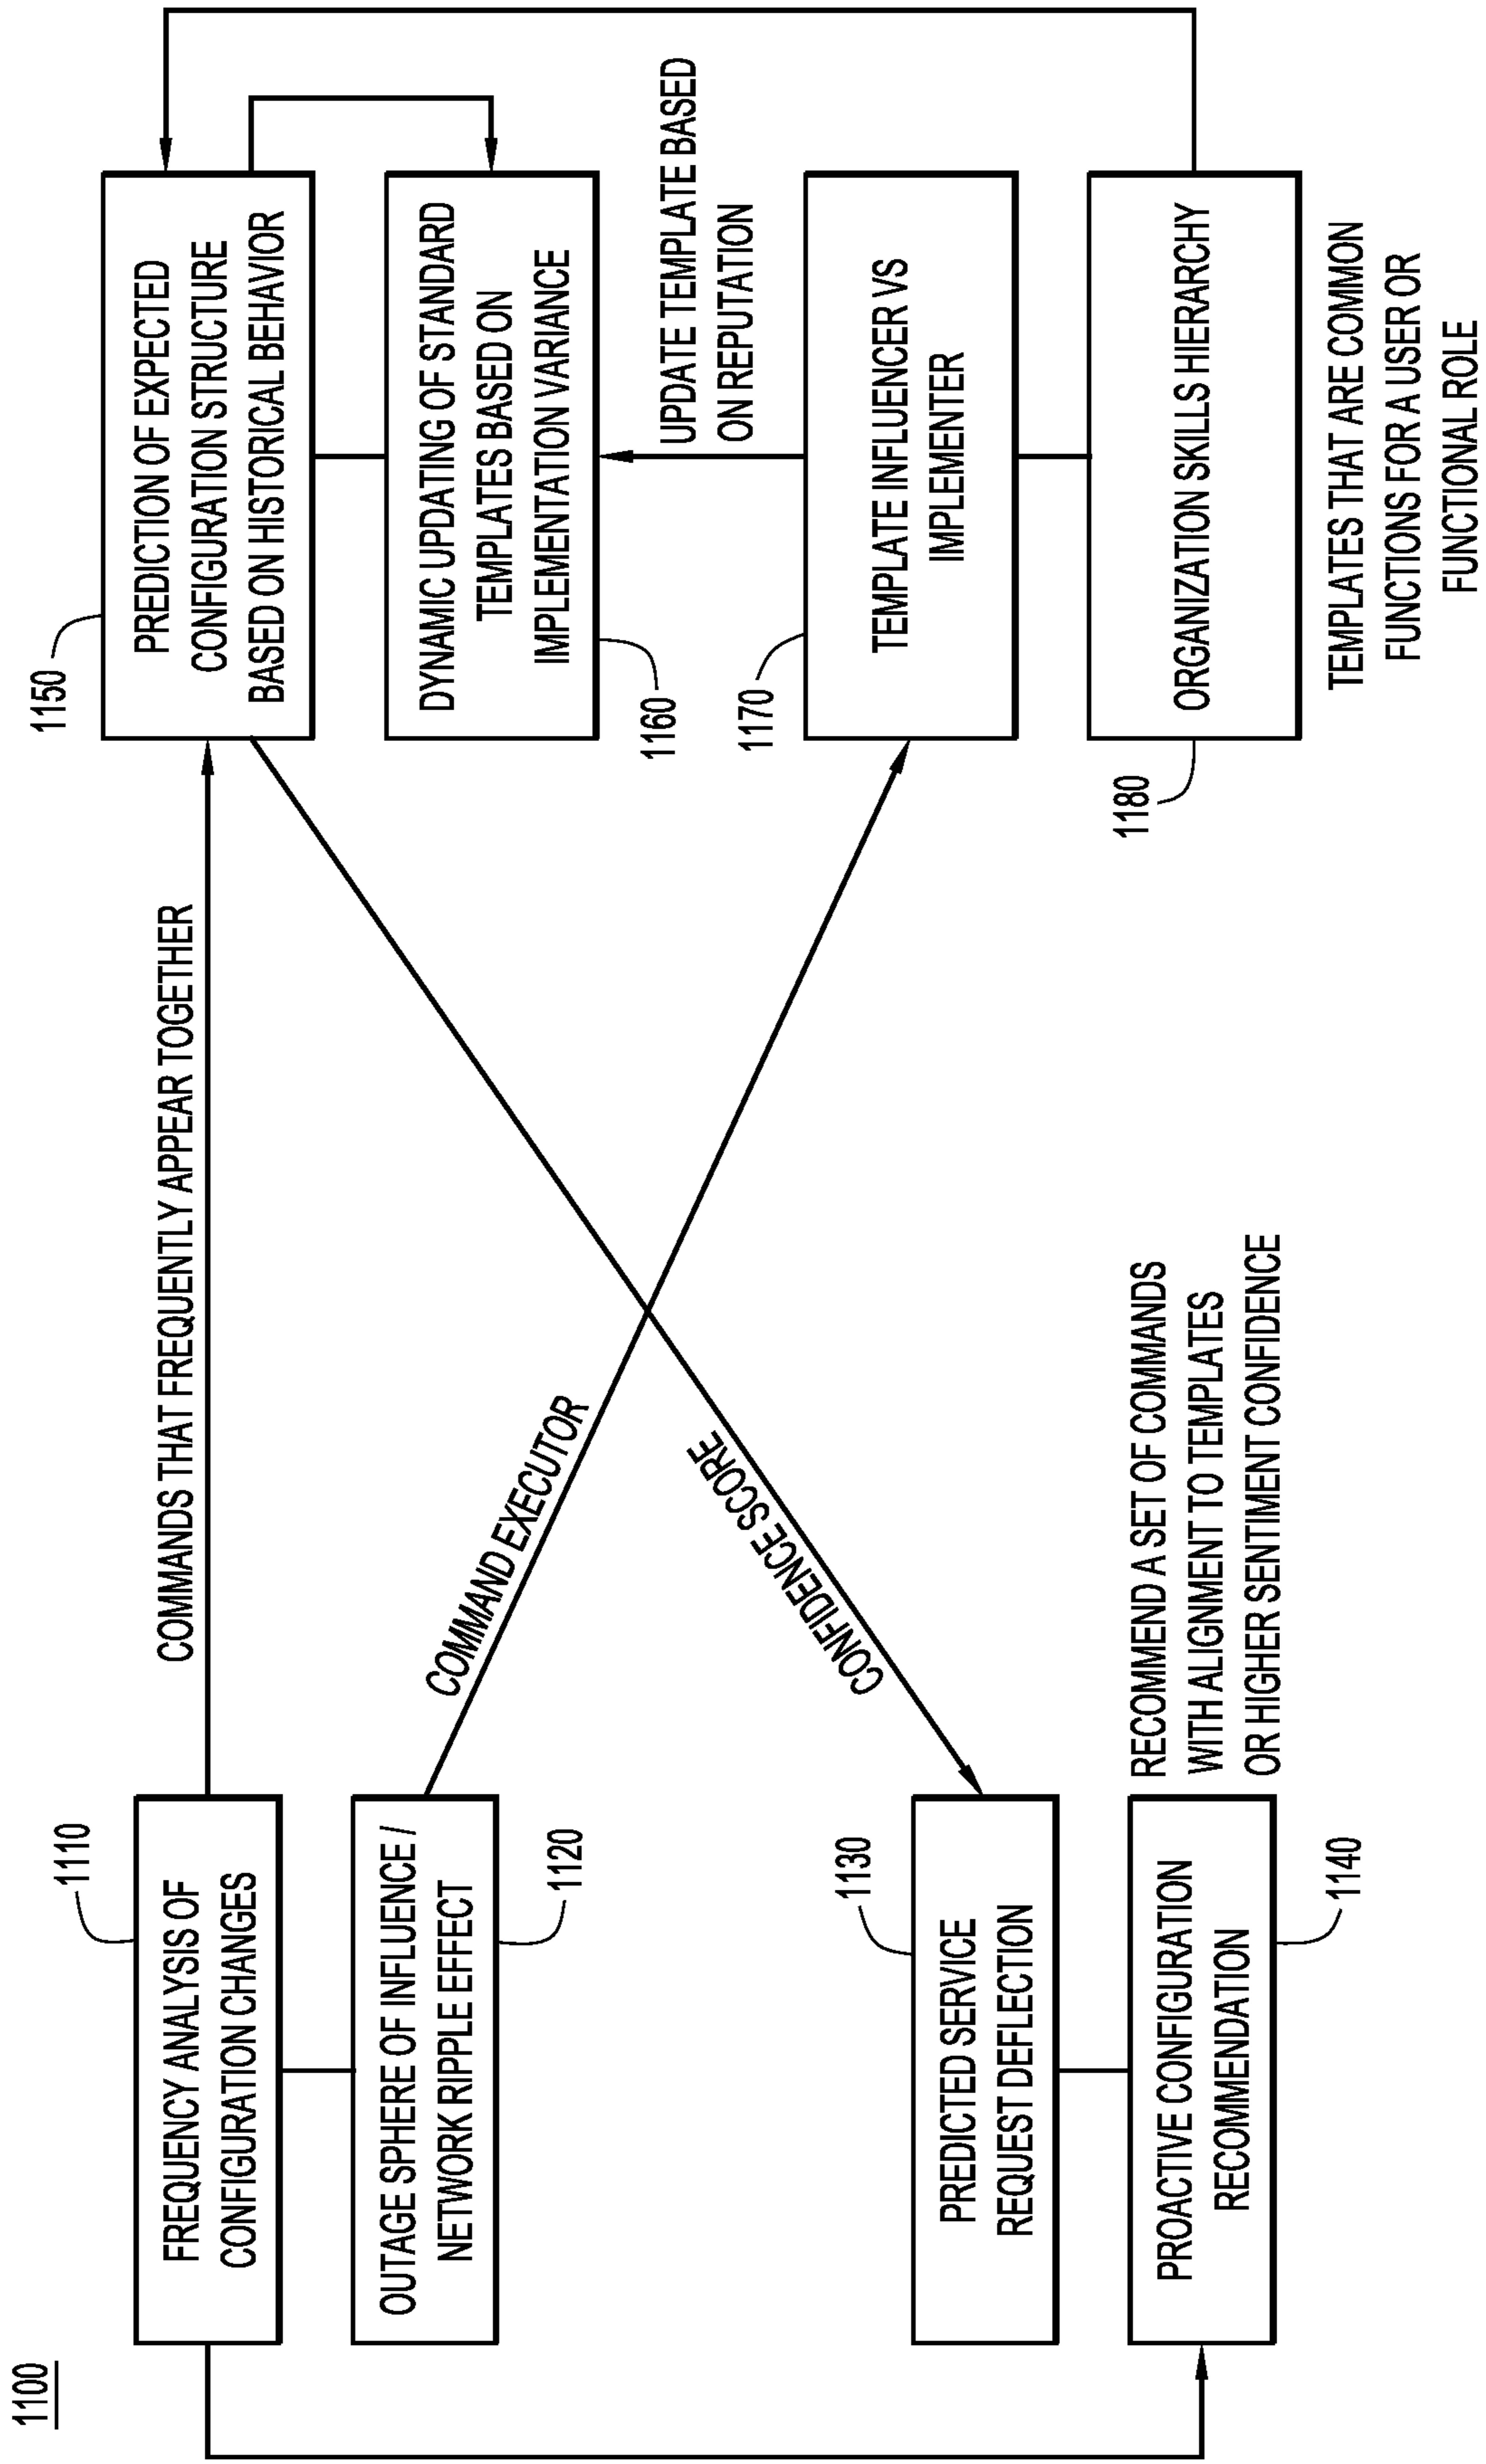 1100
1110
FREQUENCY ANALYSIS OF
CONFIGURATION CHANGES
OUTAGE SPHERE OF INFLUENCE /
NETWORK RIPPLE EFFECT
1120
1130
PREDICTED SERVICE
REQUEST DEFLECTION
PROACTIVE CONFIGURATION
RECOMMENDATION
1140
RECOMMEND A SET OF COMMANDS
WITH ALIGNMENT TO TEMPLATES
OR HIGHER SENTIMENT CONFIDENCE
COMMANDS THAT FREQUENTLY APPEAR TOGETHER
COMMAND EXECUTOR
CONFIDENCE SCORE
1150
PREDICTION OF EXPECTED
CONFIGURATION STRUCTURE
BASED ON HISTORICAL BEHAVIOR
DYNAMIC UPDATING OF STANDARD
TEMPLATES BASED ON
IMPLEMENTATION VARIANCE
1160
UPDATE TEMPLATE BASED
ON REPUTATION
1170
TEMPLATE INFLUENCER VS
IMPLEMENTER
ORGANIZATION SKILLS HIERARCHY
1180
TEMPLATES THAT ARE COMMON
FUNCTIONS FOR A USER OR
FUNCTIONAL ROLE